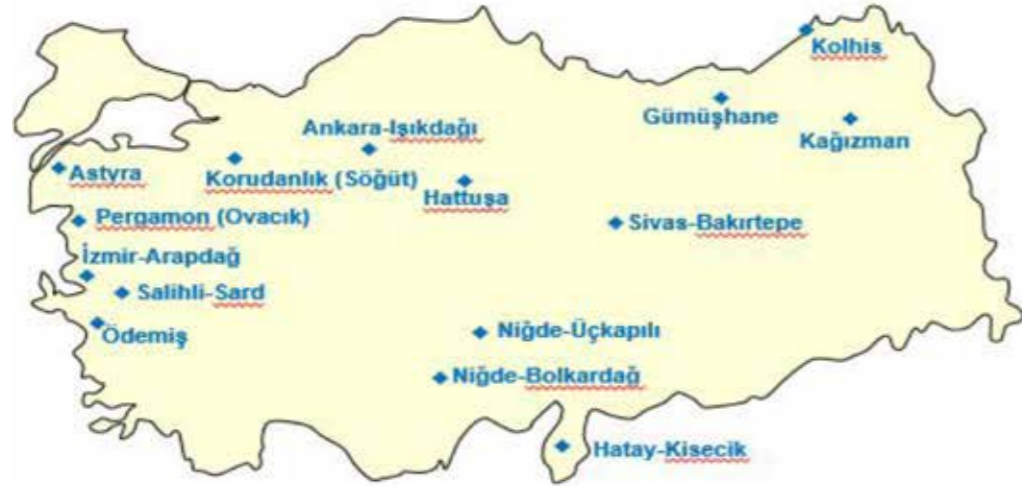 Kolhis
Gümüşhane
Kağızman
Ankara-Işıkdağı
Astyra
Korudanlık (Söğüt)
Hattuşa
Pergamon (Ovacık)
Sivas-Bakırtepe
İzmir-Arapdağ
Salihli-Sard
Ödemiş
Niğde-Üçkapılı
Niğde-Bolkardağ
Hatay-Kisecik